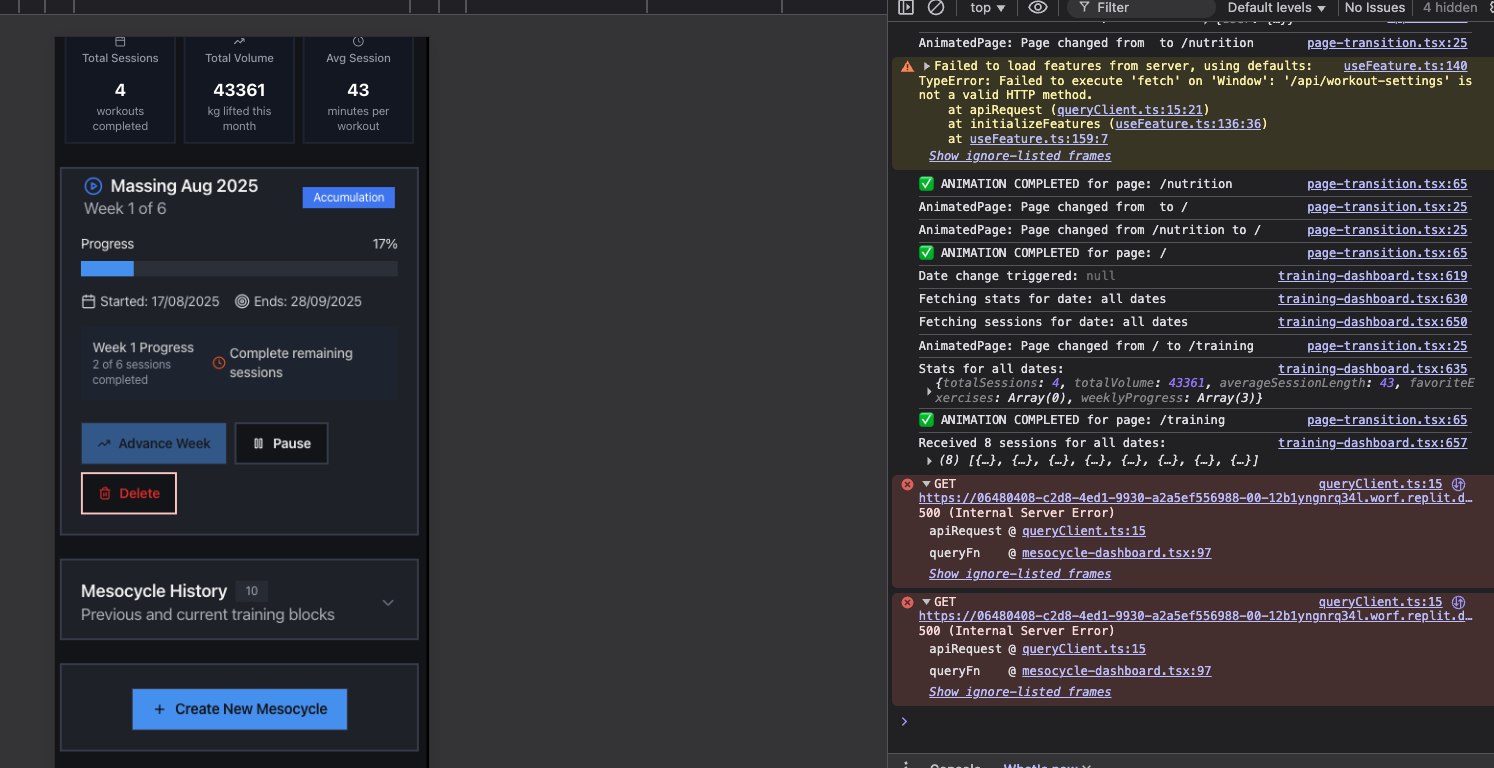 top
Filter
Default levels
No Issues
4 hidden
Total Sessions
4
workouts
completed
Total Volume
43361
kg lifted this
month
Avg Session
43
minutes per
workout
Massing Aug 2025
Week 1 of 6
Accumulation
Progress
17%
Started: 17/08/2025
Ends: 28/09/2025
Week 1 Progress
2 of 6 sessions
completed
Complete remaining
sessions
Advance Week
Pause
Delete
Mesocycle History 10
Previous and current training blocks
+ Create New Mesocycle
AnimatedPage: Page changed from  to /nutrition page-transition.tsx:25
Failed to load features from server, using defaults: useFeature.ts:140
TypeError: Failed to execute 'fetch' on 'Window': '/api/workout-settings' is
not a valid HTTP method.
at apiRequest (queryClient.ts:15:21)
at initializeFeatures (useFeature.ts:136:36)
at useFeature.ts:159:7
Show ignore-listed frames
✅ ANIMATION COMPLETED for page: /nutrition page-transition.tsx:65
AnimatedPage: Page changed from  to / page-transition.tsx:25
AnimatedPage: Page changed from /nutrition to / page-transition.tsx:25
✅ ANIMATION COMPLETED for page: / page-transition.tsx:65
Date change triggered: null training-dashboard.tsx:619
Fetching stats for date: all dates training-dashboard.tsx:630
Fetching sessions for date: all dates training-dashboard.tsx:650
AnimatedPage: Page changed from / to /training page-transition.tsx:25
Stats for all dates: training-dashboard.tsx:635
{totalSessions: 4, totalVolume: 43361, averageSessionLength: 43, favoriteE
xercises: Array(0), weeklyProgress: Array(3)}
✅ ANIMATION COMPLETED for page: /training page-transition.tsx:65
Received 8 sessions for all dates: training-dashboard.tsx:657
(8) [{…}, {…}, {…}, {…}, {…}, {…}, {…}, {…}]
GET queryClient.ts:15
https://06480408-c2d8-4ed1-9930-a2a5ef556988-00-12b1yngnrq34l.worf.replit.d…
500 (Internal Server Error)
apiRequest @ queryClient.ts:15
queryFn @ mesocycle-dashboard.tsx:97
Show ignore-listed frames
GET queryClient.ts:15
https://06480408-c2d8-4ed1-9930-a2a5ef556988-00-12b1yngnrq34l.worf.replit.d…
500 (Internal Server Error)
apiRequest @ queryClient.ts:15
queryFn @ mesocycle-dashboard.tsx:97
Show ignore-listed frames
Console
What's new